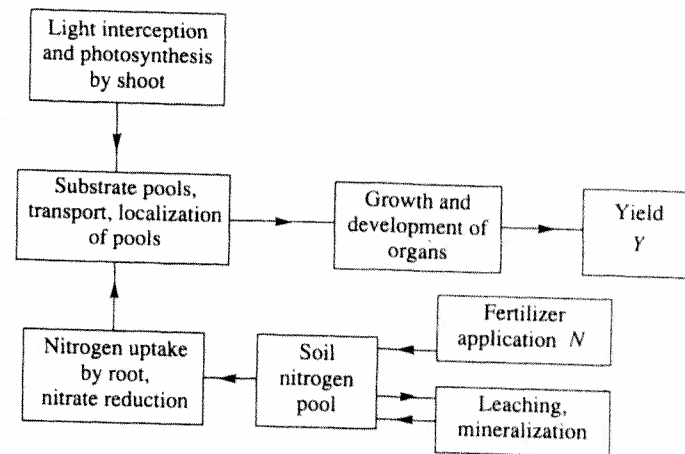 Light interception
and photosynthesis
by shoot
Substrate pools,
transport, localization
of pools
Growth and
development of
organs
Yield
Y
Nitrogen uptake
by root,
nitrate reduction
Soil
nitrogen
pool
Fertilizer
application N
Leaching,
mineralization